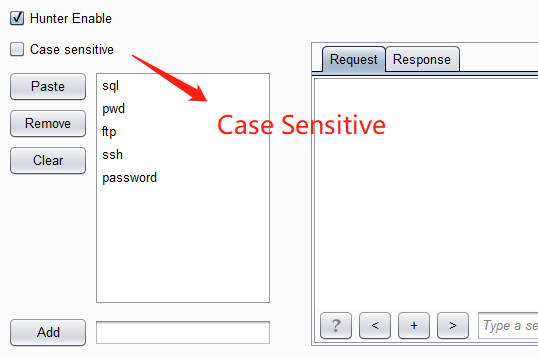 Hunter Enable
Case sensitive
Paste
Remove
Clear
sql
pwd
ftp
ssh
password
Add
Case Sensitive
Request
Response
?
<
+
>
Type a se